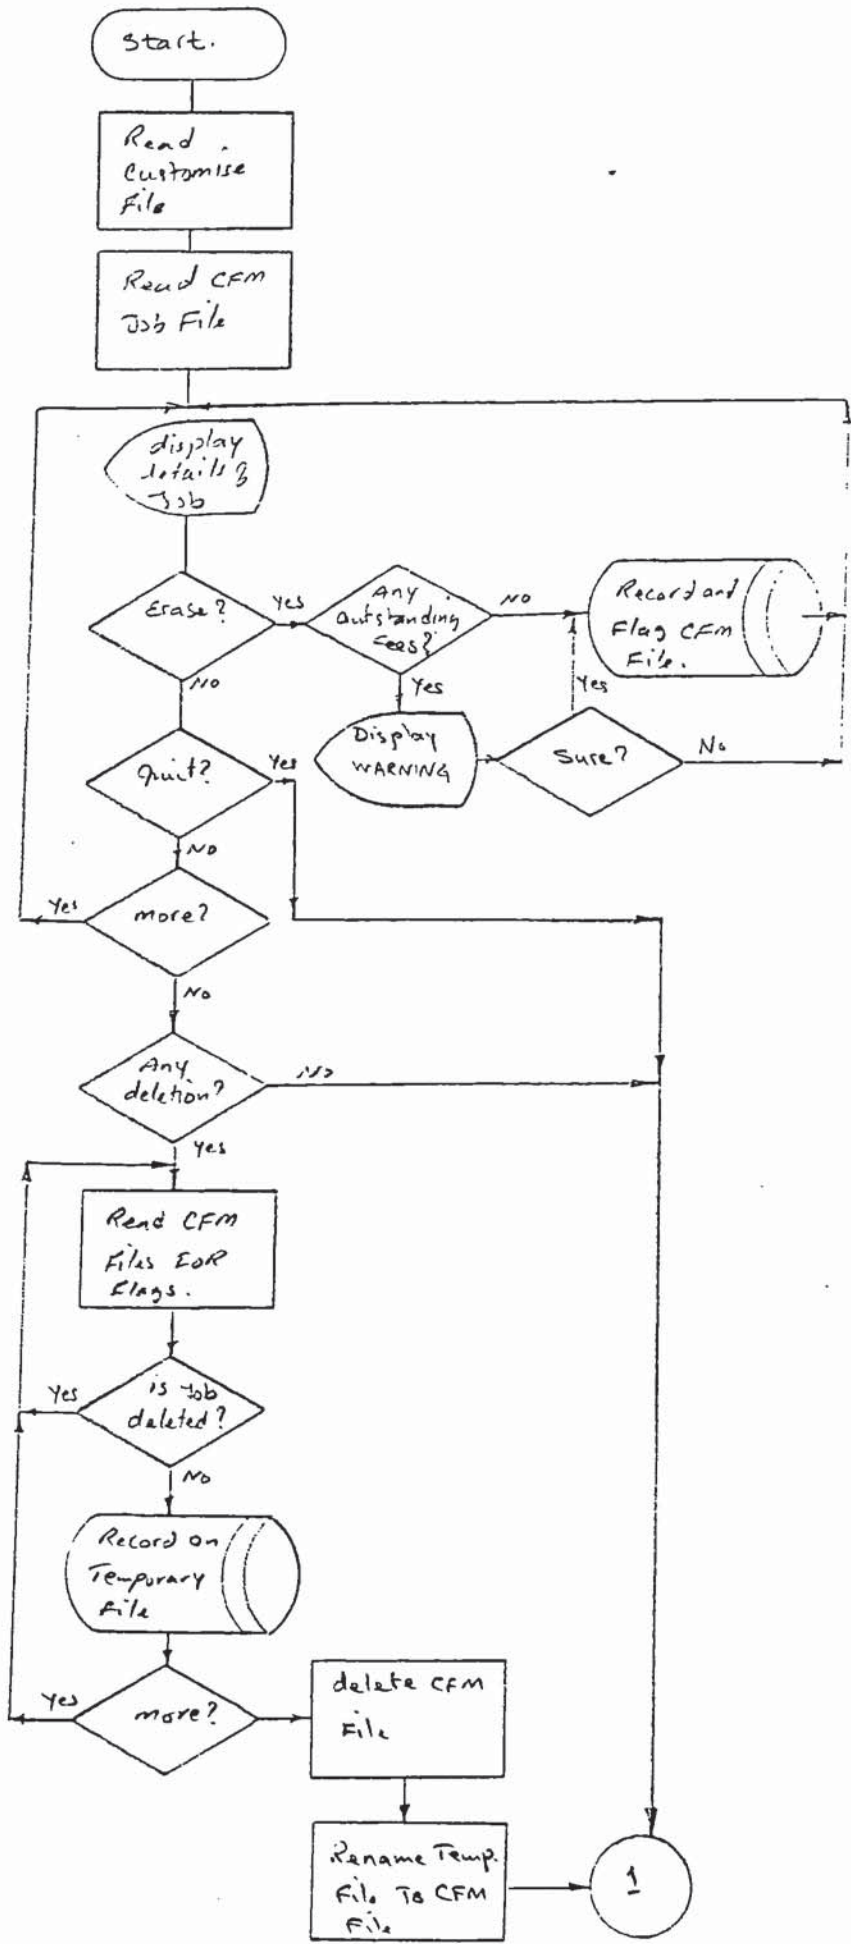 Start.
Read
Customise
File
Read CFM
Job File
display
details of
Job
Erase?
Yes
Any
Outstanding
Fees?
NO
Record and
Flag CFM
File.
NO
Yes
Yes
Quit?
Yes
Display
WARNING
Sure?
No
NO
Yes
more?
NO
Any
deletion?
NO
Yes
Read CFM
Files EOR
Flags.
Yes
is Job
deleted?
NO
Record on
Temporary
File
Yes
more?
delete CFM
File
Rename Temp.
File To CFM
File
1